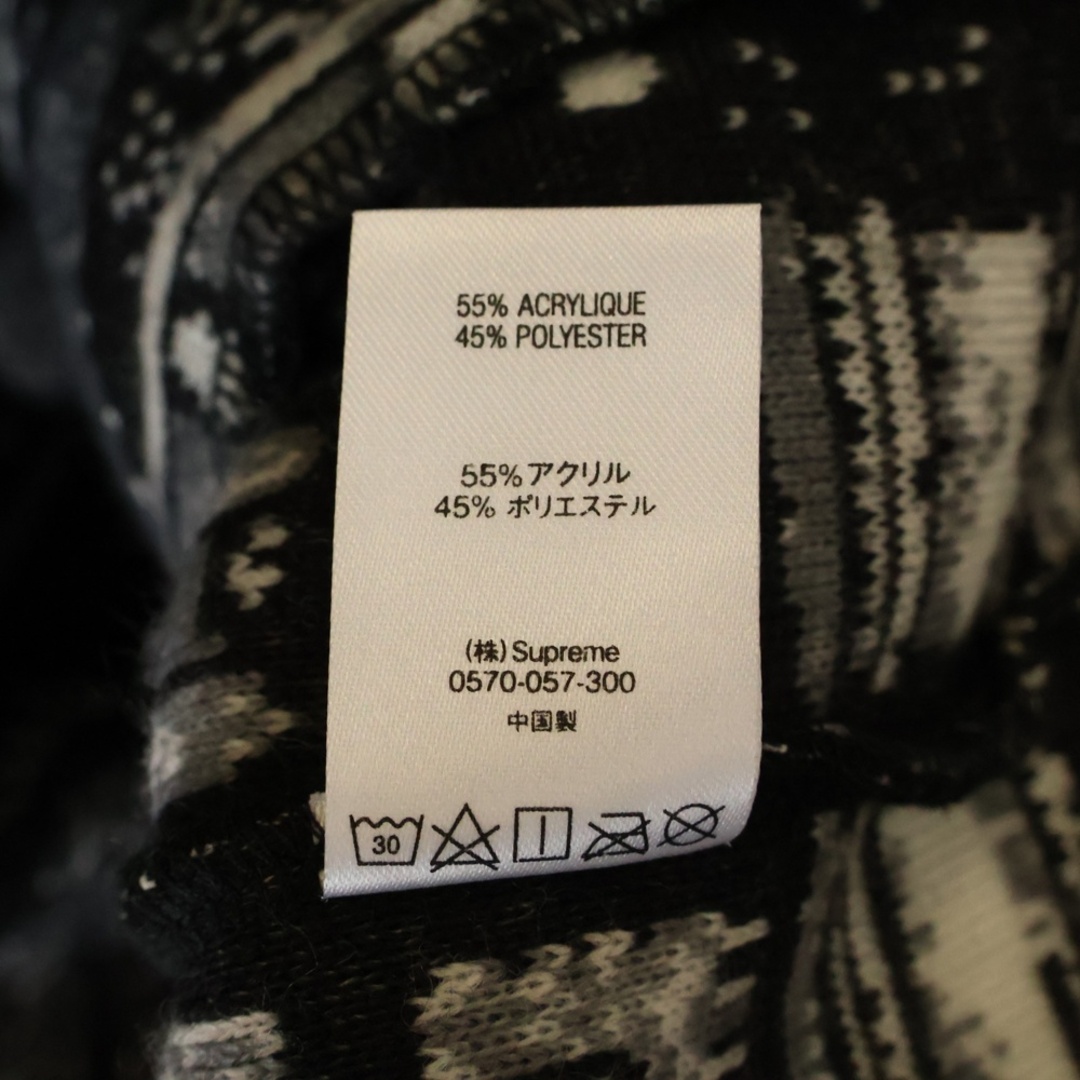 55% ACRYLIQUE
45% POLYESTER
55%アクリル
45% ポリエステル
(株)Supreme
0570-057-300
中国製
30